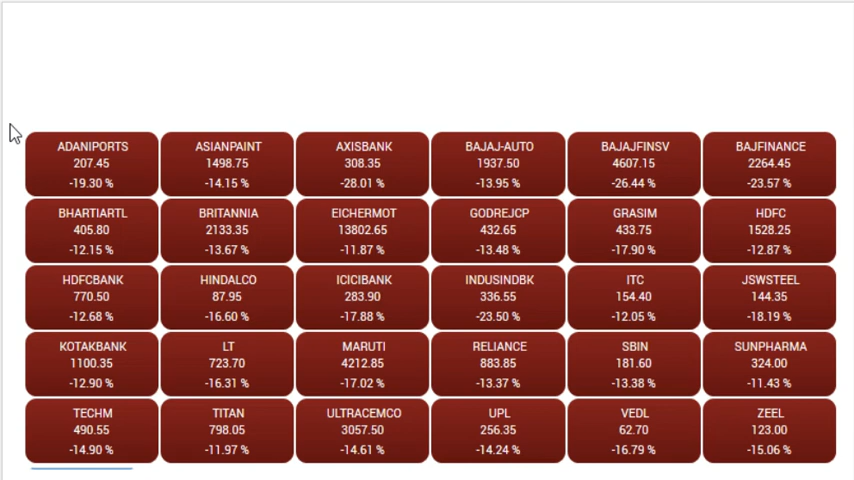 ADANIPORTS ASIANPAINT AXISBANK BAJAJ-AUTO BAJAJFINSV BAJFINANCE
207.45 1498.75 308.35 1937.50 4607.15 2264.45
-19.30 % -14.15 % -28.01 % -13.95 % -26.44 % -23.57 %
BHARTIARTL BRITANNIA EICHERMOT GODREJCP GRASIM HDFC
405.80 2133.35 13802.65 432.65 433.75 1528.25
-12.15 % -13.67 % -11.87 % -13.48 % -17.90 % -12.87 %
HDFCBANK HINDALCO ICICIBANK INDUSINDBK ITC JSWSTEEL
770.50 87.95 283.90 336.55 154.40 144.35
-12.68 % -16.60 % -17.88 % -23.50 % -12.05 % -18.19 %
KOTAKBANK LT MARUTI RELIANCE SBIN SUNPHARMA
1100.35 723.70 4212.85 883.85 181.60 324.00
-12.90 % -16.31 % -17.02 % -13.37 % -13.38 % -11.43 %
TECHM TITAN ULTRACEMCO UPL VEDL ZEEL
490.55 798.05 3057.50 256.35 62.70 123.00
-14.90 % -11.97 % -14.61 % -14.24 % -16.79 % -15.06 %